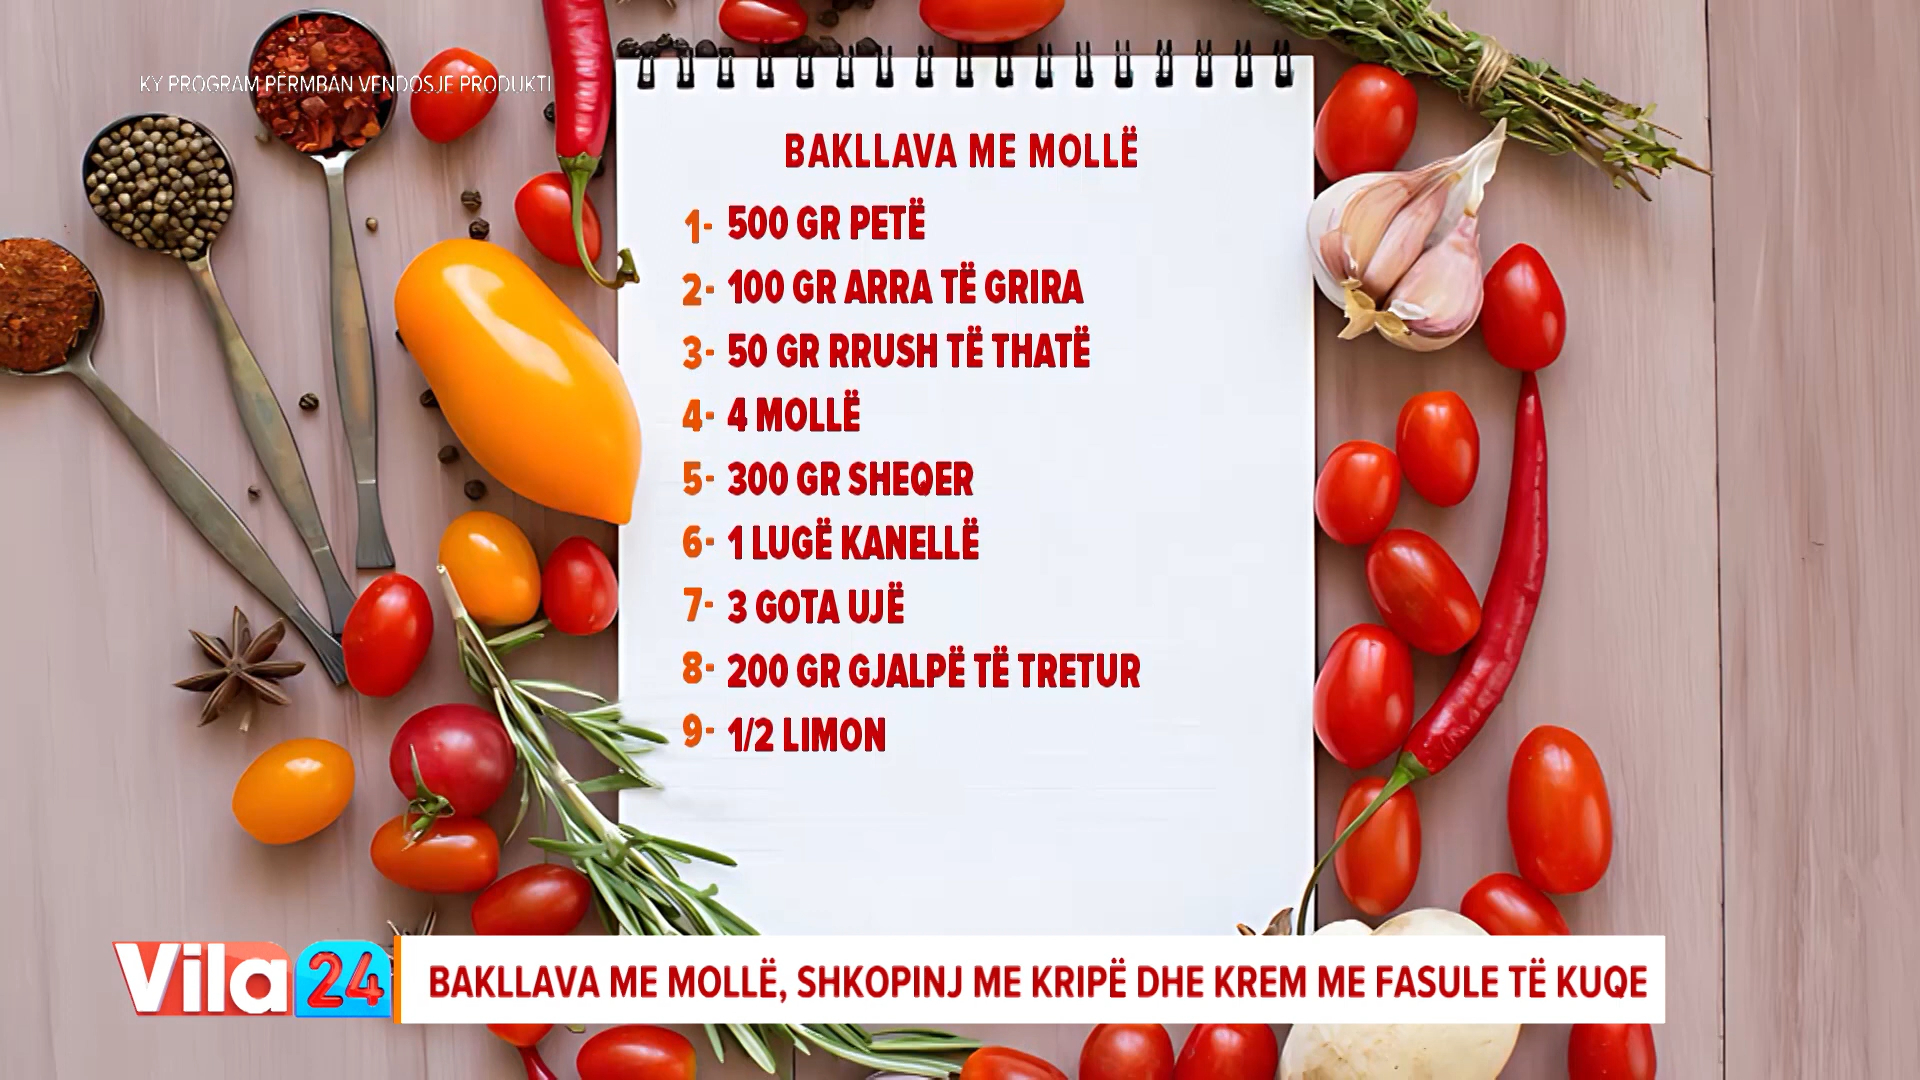 KY PROGRAM PËRMBAN VENDOSJE PRODUKTI
BAKLLAVA ME MOLLË
1- 500 GR PETË
2- 100 GR ARRA TË GRIRA
3- 50 GR RRUSH TË THATË
4- 4 MOLLË
5- 300 GR SHEQER
6- 1 LUGË KANELLË
7- 3 GOTA UJË
8- 200 GR GJALPË TË TRETUR
9- 1/2 LIMON
Vila 24
BAKLLAVA ME MOLLË, SHKOPINJ ME KRIPË DHE KREM ME FASULE TË KUQE